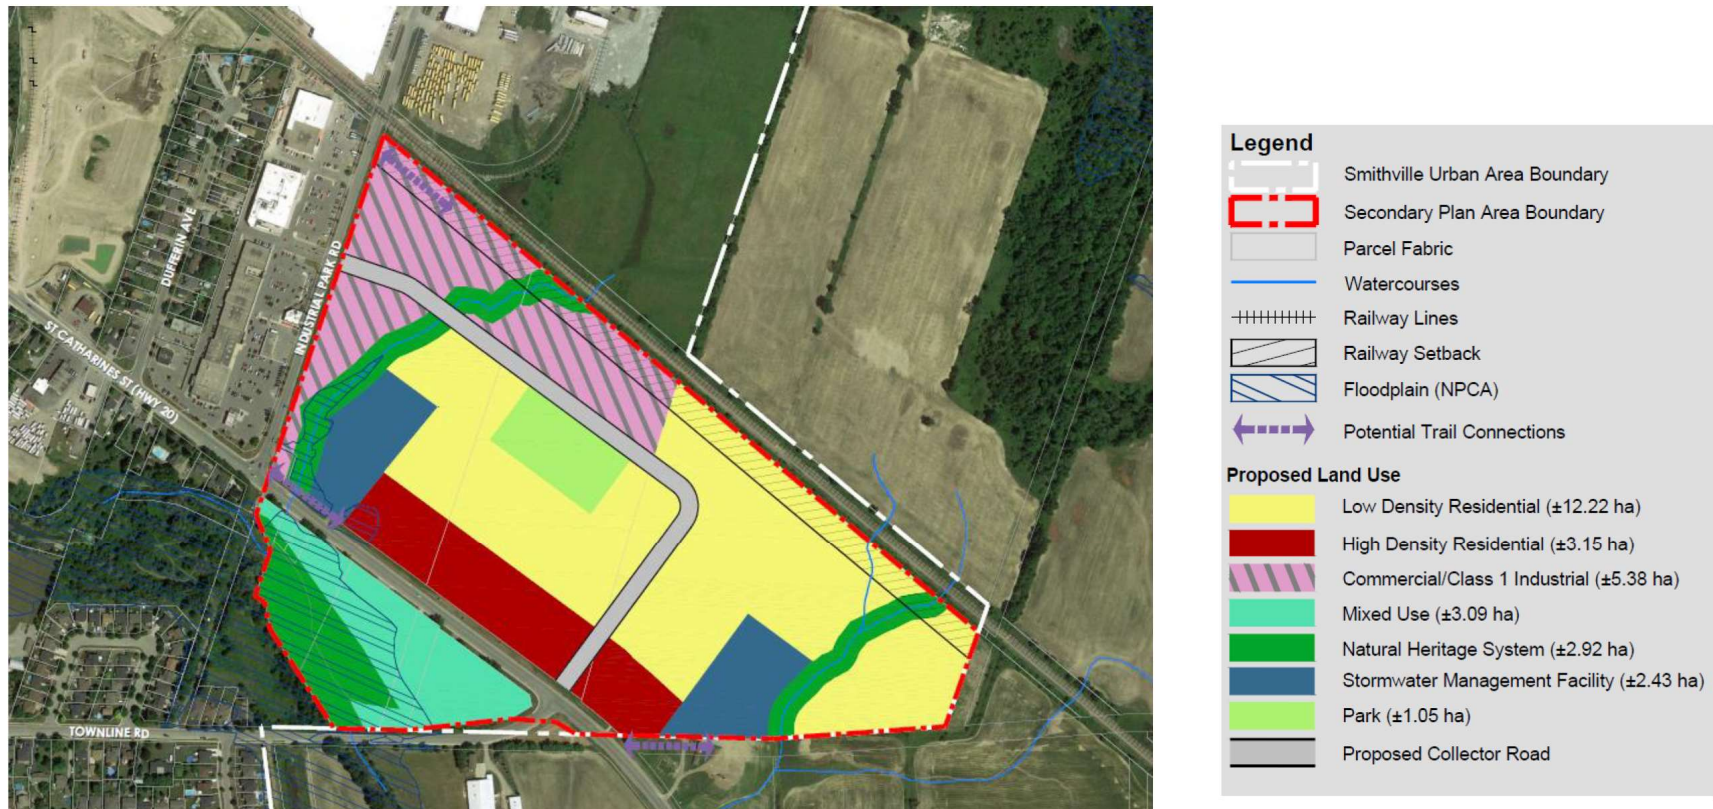 DUFFERIN AVE
INDUSTRIAL PARK RD
ST CATHARINES ST (HWY 20)
TOWNLINE RD
Legend
Smithville Urban Area Boundary
Secondary Plan Area Boundary
Parcel Fabric
Watercourses
Railway Lines
Railway Setback
Floodplain (NPCA)
Potential Trail Connections
Proposed Land Use
Low Density Residential (±12.22 ha)
High Density Residential (±3.15 ha)
Commercial/Class 1 Industrial (±5.38 ha)
Mixed Use (±3.09 ha)
Natural Heritage System (±2.92 ha)
Stormwater Management Facility (±2.43 ha)
Park (±1.05 ha)
Proposed Collector Road